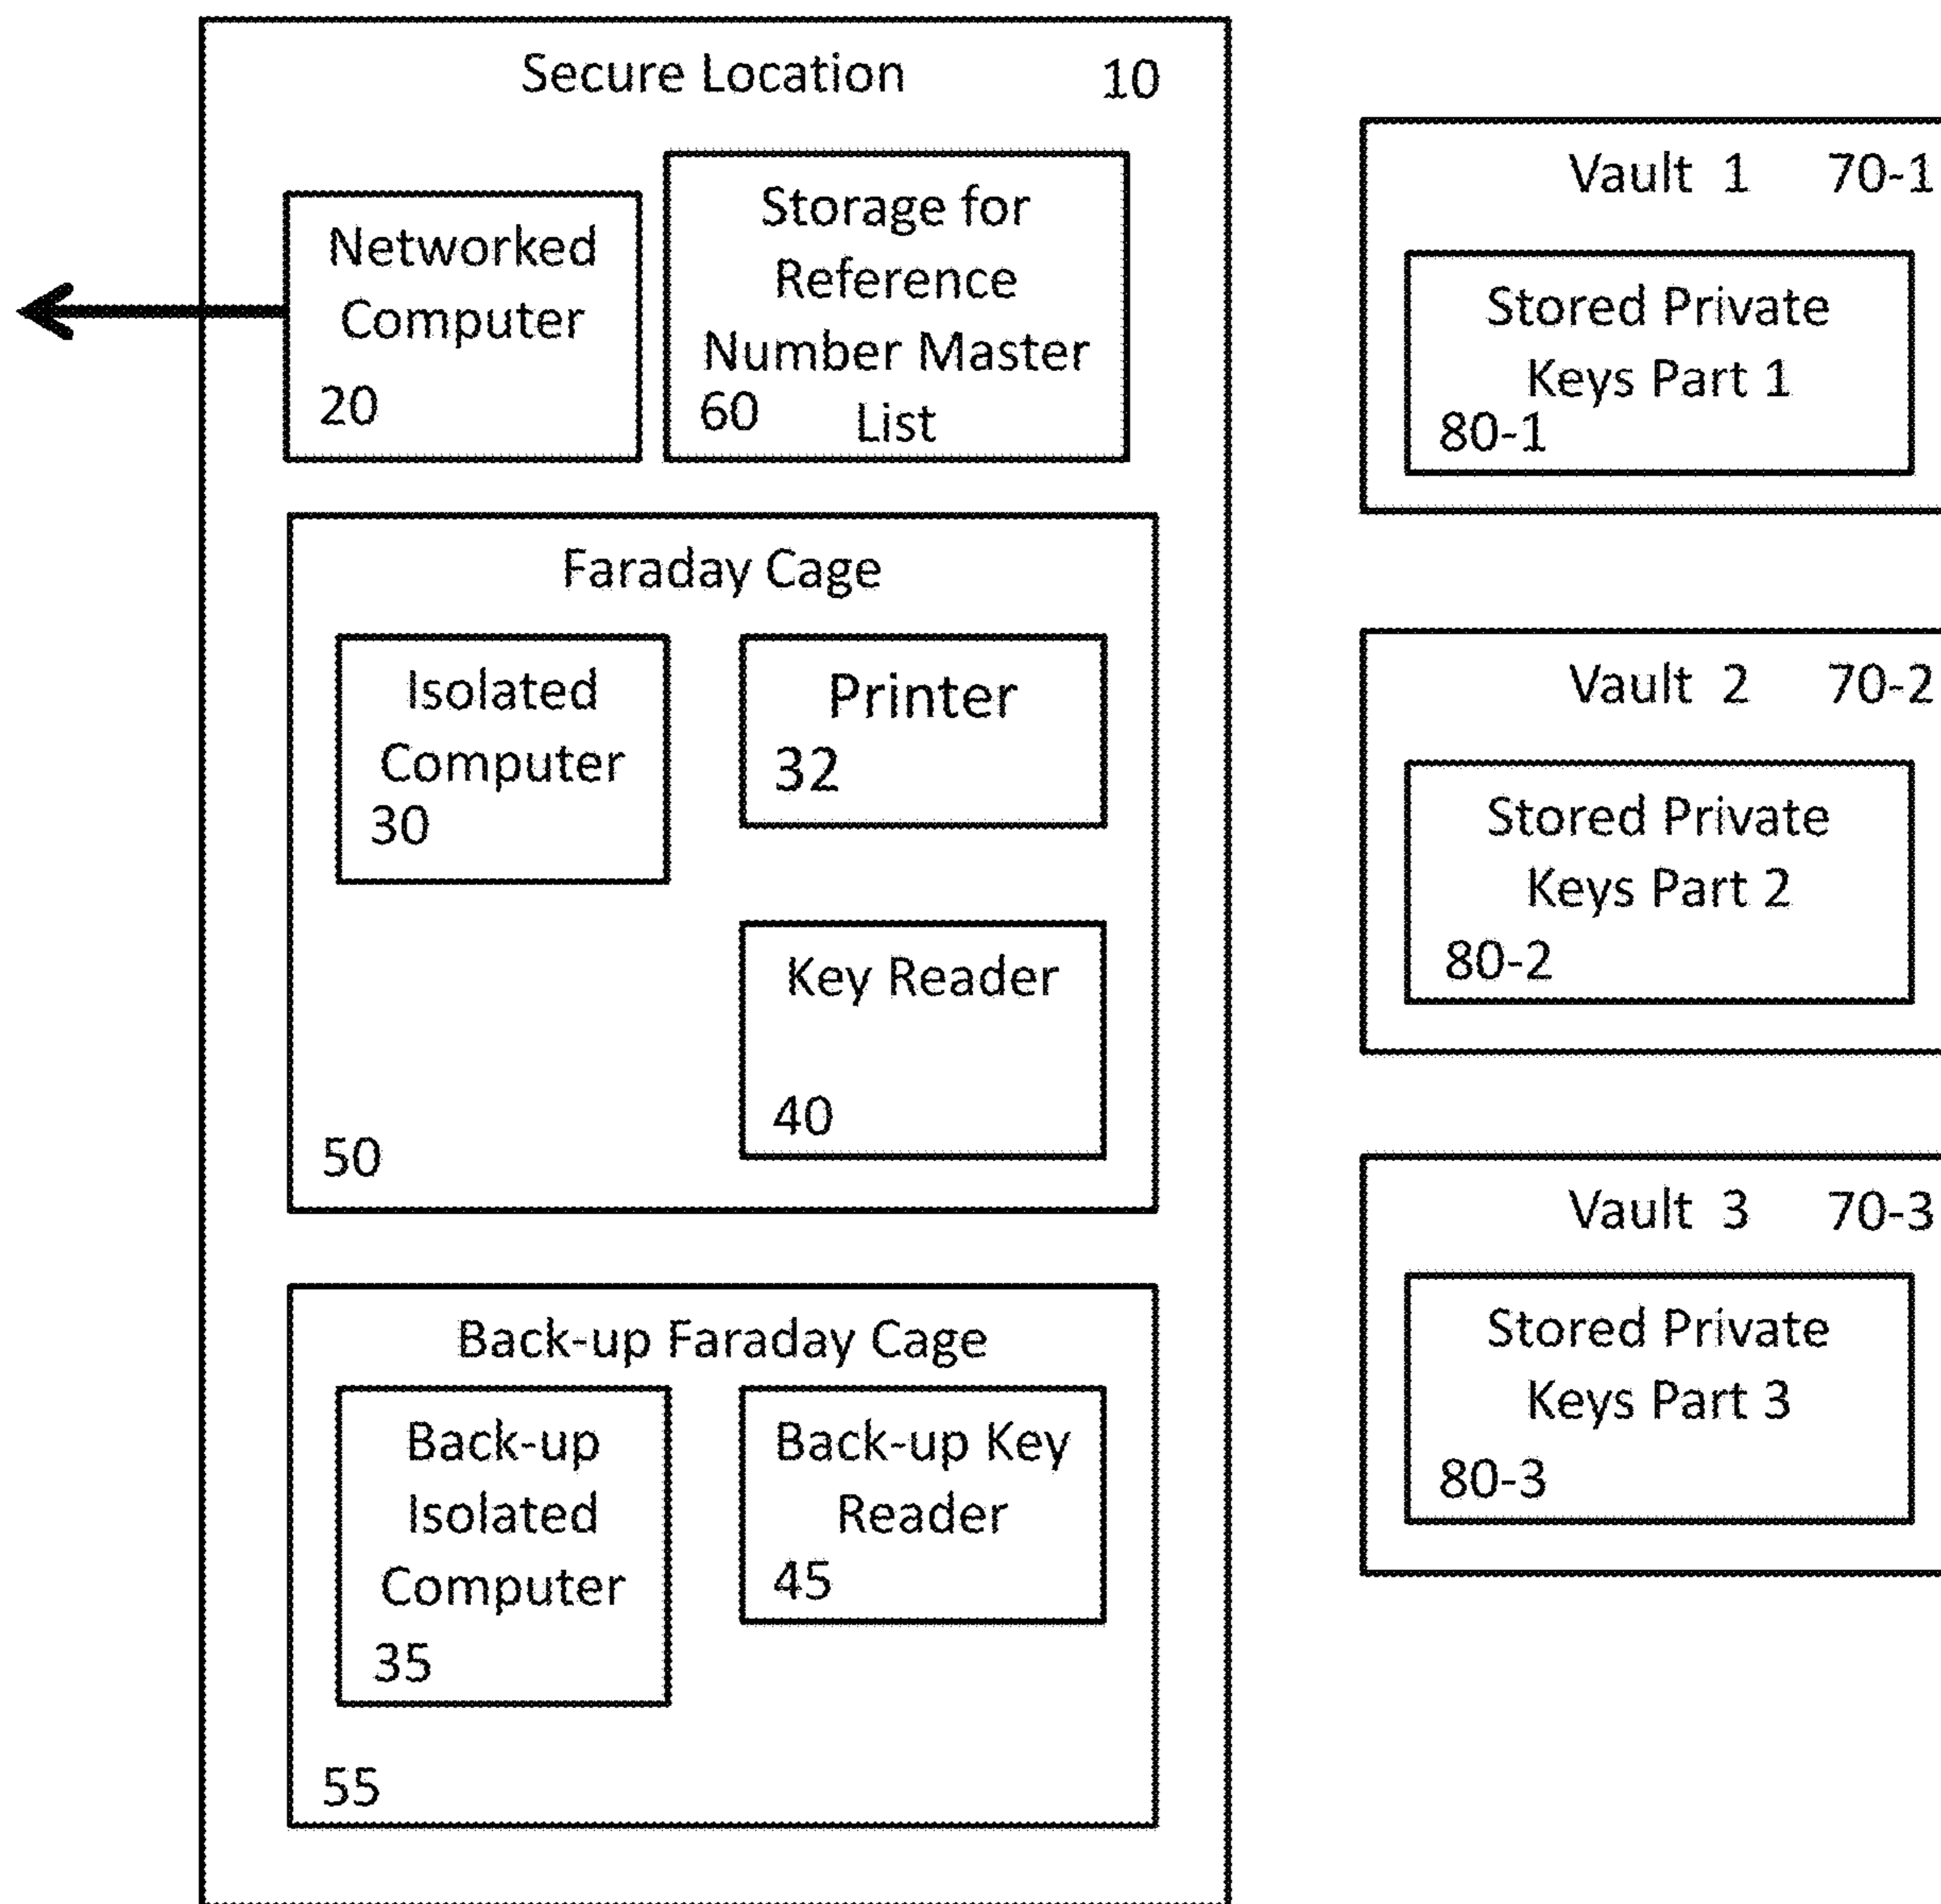 Secure Location 10
Networked
Computer
20
Storage for
Reference
Number Master
60 List
Faraday Cage
Isolated
Computer
30
Printer
32
Key Reader
40
50
Back-up Faraday Cage
Back-up
Isolated
Computer
35
Back-up Key
Reader
45
55
Vault 1 70-1
Stored Private
Keys Part 1
80-1
Vault 2 70-2
Stored Private
Keys Part 2
80-2
Vault 3 70-3
Stored Private
Keys Part 3
80-3